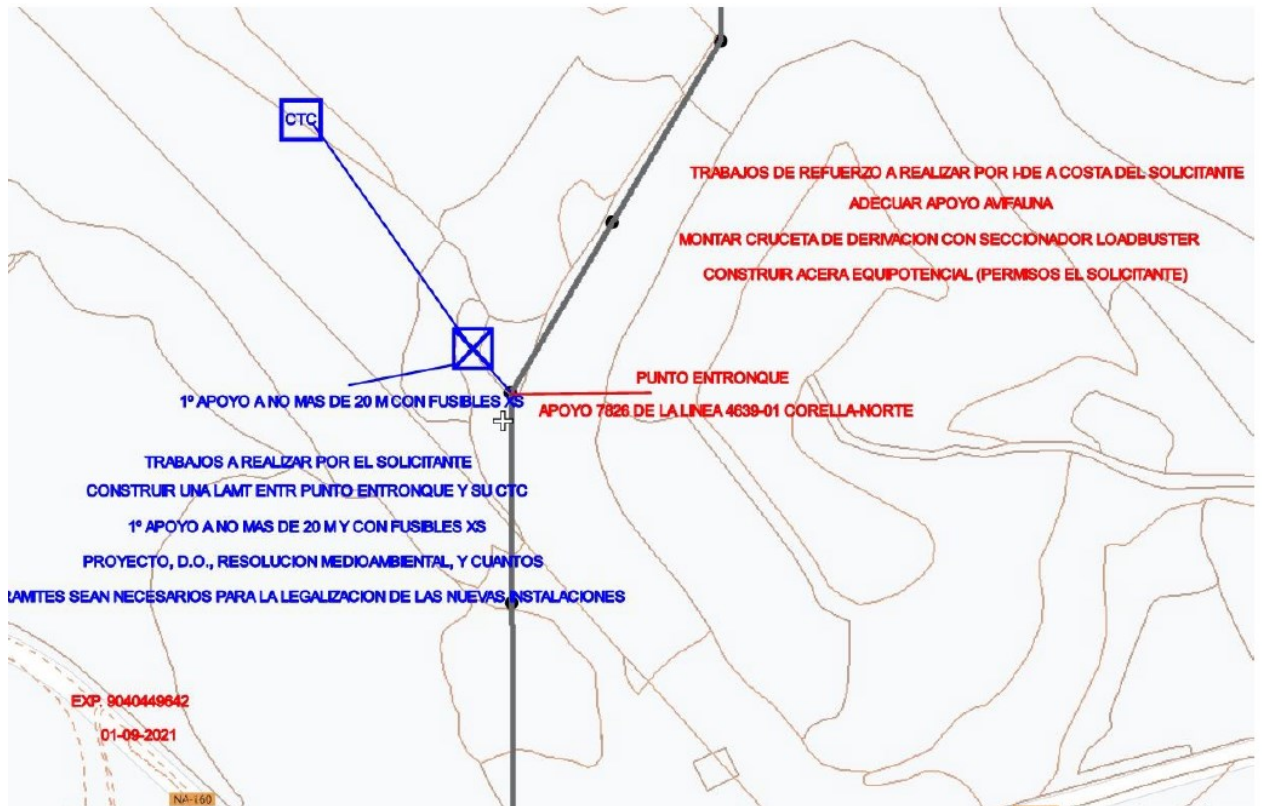 CTC
TRABAJOS DE REFUERZO A REALIZAR POR I-DE A COSTA DEL SOLICITANTE
ADECUAR APOYO AVIFAUNA
MONTAR CRUCETA DE DERIVACION CON SECCIONADOR LOADBUSTER
CONSTRUIR ACERA EQUIPOTENCIAL (PERMISOS EL SOLICITANTE)
PUNTO ENTRONQUE
APOYO 7826 DE LA LINEA 4639-01 CORELLA-NORTE
1º APOYO A NO MAS DE 20 M CON FUSIBLES XS
TRABAJOS A REALIZAR POR EL SOLICITANTE
CONSTRUIR UNA LAMT ENTR PUNTO ENTRONQUE Y SU CTC
1º APOYO A NO MAS DE 20 M Y CON FUSIBLES XS
PROYECTO, D.O., RESOLUCION MEDIOAMBIENTAL, Y CUANTOS
RAMITES SEAN NECESARIOS PARA LA LEGALIZACION DE LAS NUEVAS INSTALACIONES
EXP. 9040449642
01-09-2021
NA-160